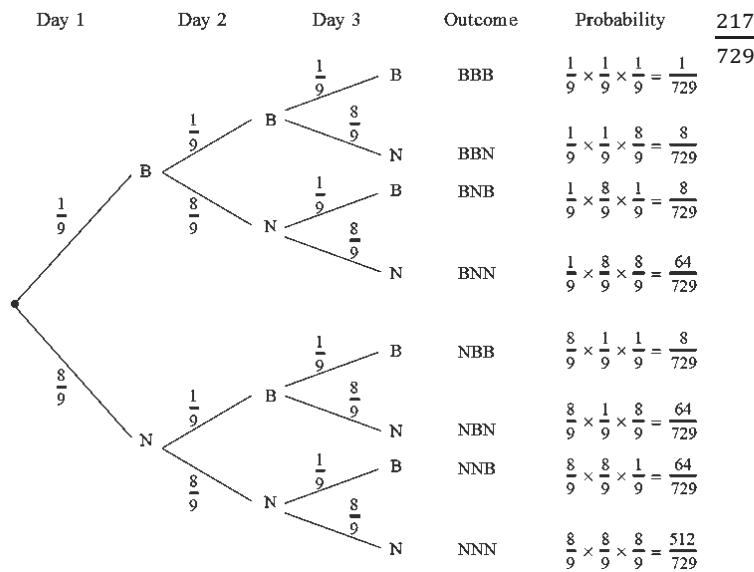 Day 1 Day 2 Day 3 Outcome Probability 217/729
1/9 B BBB 1/9 × 1/9 × 1/9 = 1/729
1/9 B 8/9 N BBN 1/9 × 1/9 × 8/9 = 8/729
1/9 B 8/9 N 1/9 B BNB 1/9 × 8/9 × 1/9 = 8/729
8/9 N BNN 1/9 × 8/9 × 8/9 = 64/729
1/9 B NBB 8/9 × 1/9 × 1/9 = 8/729
8/9 N 1/9 B 8/9 N NBN 8/9 × 1/9 × 8/9 = 64/729
8/9 N 1/9 B NNB 8/9 × 8/9 × 1/9 = 64/729
8/9 N NNN 8/9 × 8/9 × 8/9 = 512/729